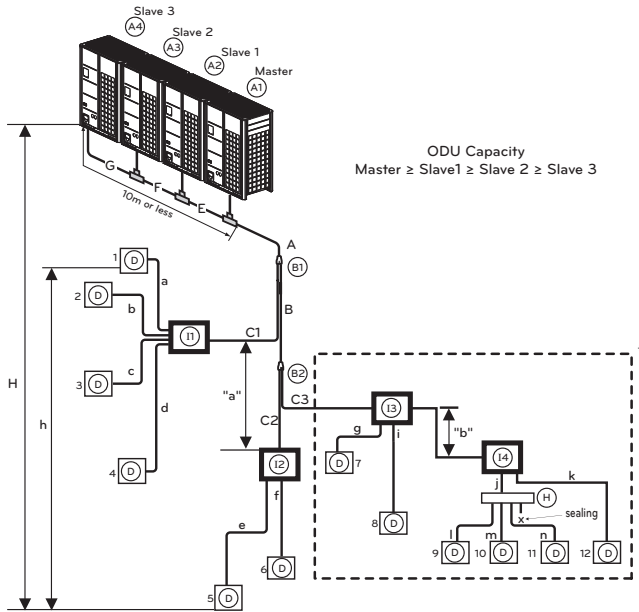 Slave 3
A4
Slave 2
A3
Slave 1
A2
Master
A1
ODU Capacity
Master ≥ Slave1 ≥ Slave 2 ≥ Slave 3
G
F
E
10m or less
A
B1
1 D
a
2 D
b
B
I1
C1
H
h
c
3 D
d
"a"
B2
C3
I3
C2
g
i
"b"
4 D
I2
D 7
I4
j
k
H
e
f
8 D
x
sealing
l
m
n
9 D
10 D
11 D
12 D
6 D
5 D